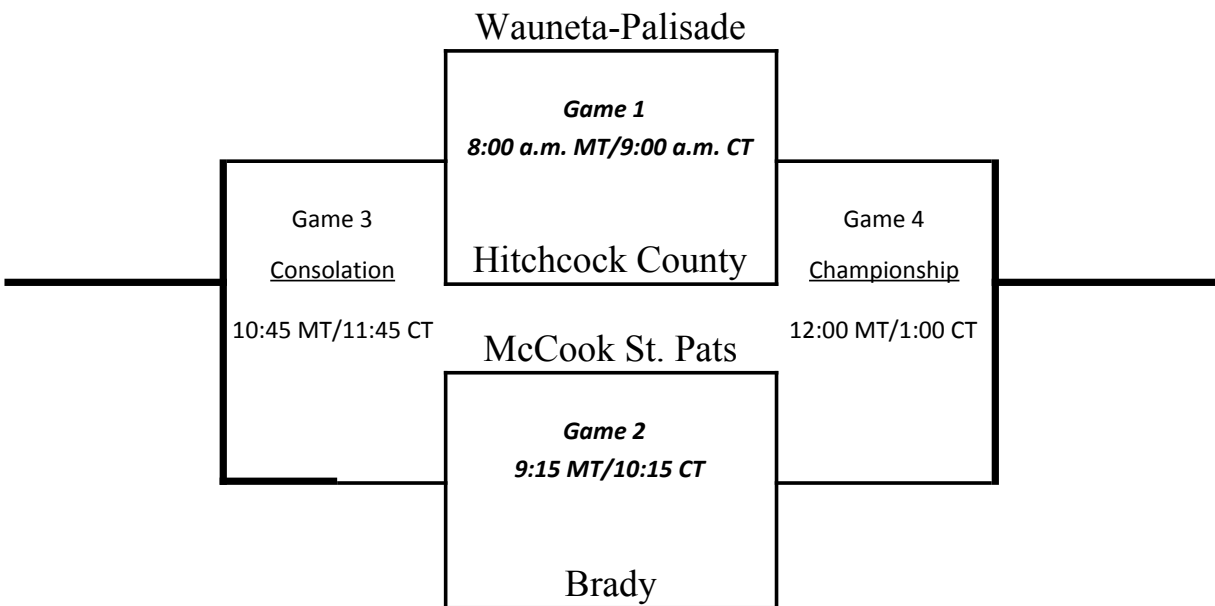 Wauneta-Palisade
Game 1
8:00 a.m. MT/9:00 a.m. CT
Game 3
Consolation
10:45 MT/11:45 CT
Hitchcock County
Game 4
Championship
12:00 MT/1:00 CT
McCook St. Pats
Game 2
9:15 MT/10:15 CT
Brady